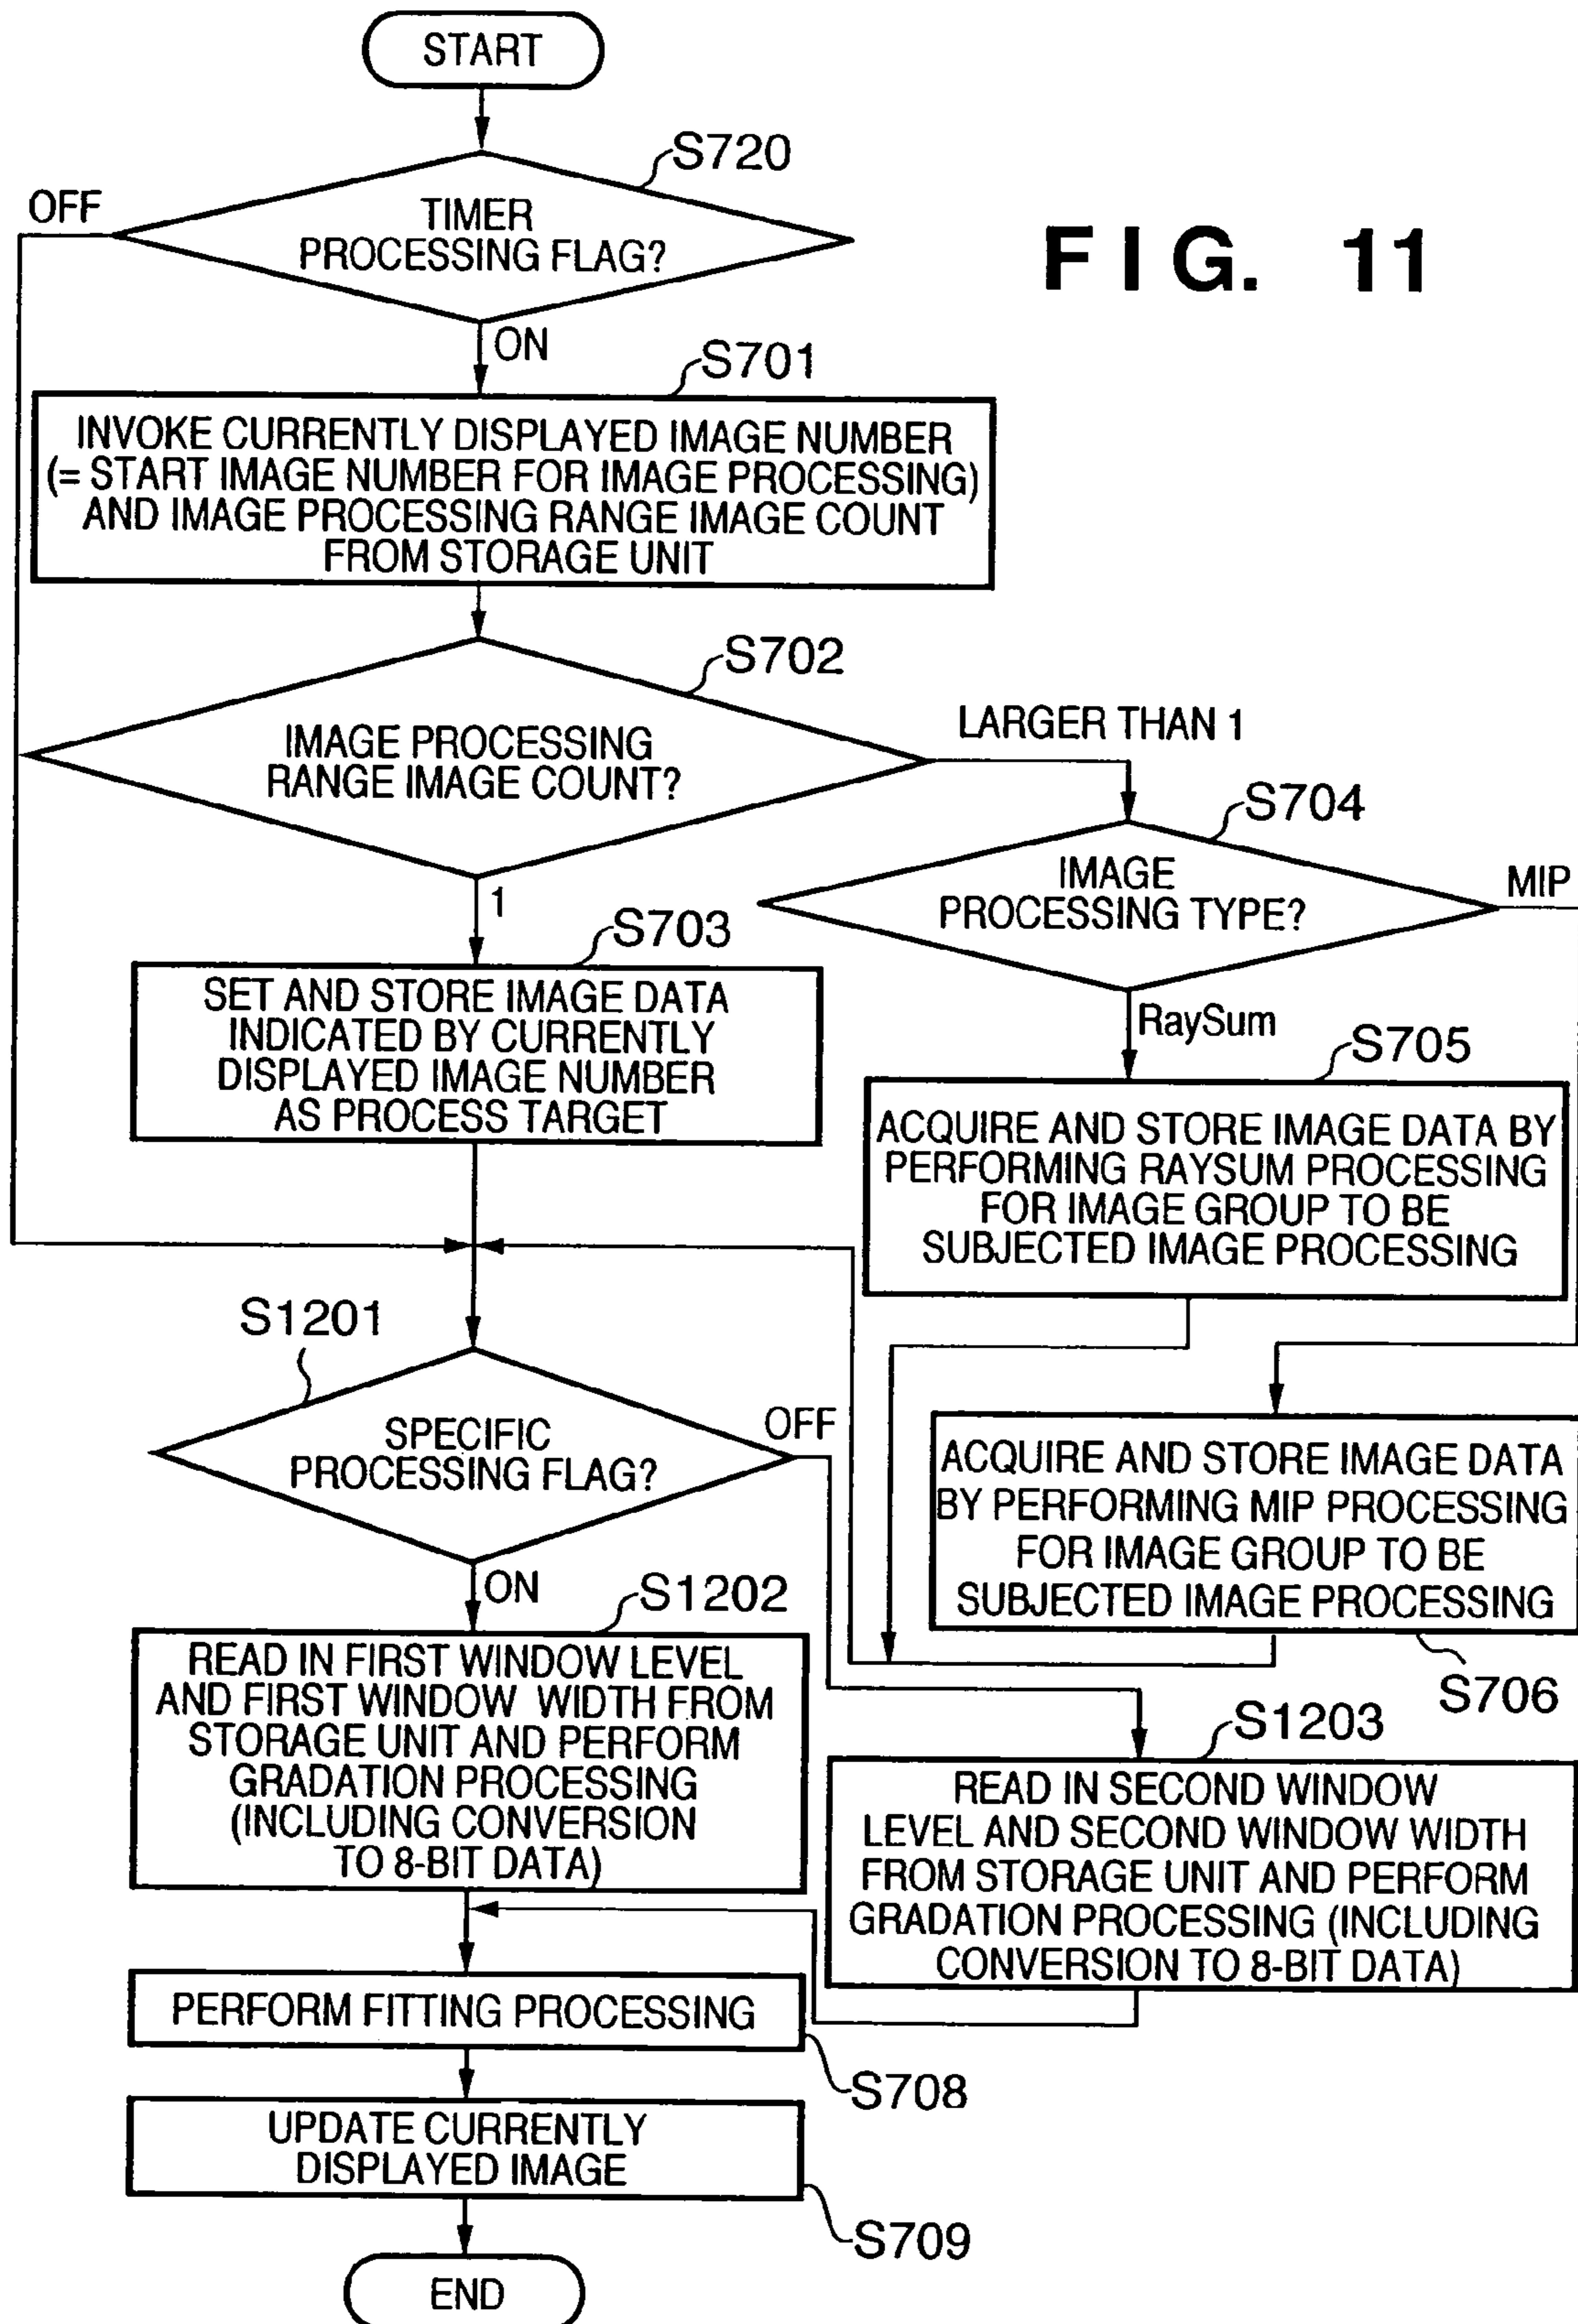 START
S720
OFF
TIMER
PROCESSING FLAG?
FIG. 11
ON
S701
INVOKE CURRENTLY DISPLAYED IMAGE NUMBER
(= START IMAGE NUMBER FOR IMAGE PROCESSING)
AND IMAGE PROCESSING RANGE IMAGE COUNT
FROM STORAGE UNIT
S702
IMAGE PROCESSING
RANGE IMAGE COUNT?
LARGER THAN 1
S704
IMAGE
PROCESSING TYPE?
MIP
1
S703
SET AND STORE IMAGE DATA
INDICATED BY CURRENTLY
DISPLAYED IMAGE NUMBER
AS PROCESS TARGET
RaySum
S705
ACQUIRE AND STORE IMAGE DATA BY
PERFORMING RAYSUM PROCESSING
FOR IMAGE GROUP TO BE
SUBJECTED IMAGE PROCESSING
S1201
SPECIFIC
PROCESSING FLAG?
OFF
ACQUIRE AND STORE IMAGE DATA
BY PERFORMING MIP PROCESSING
FOR IMAGE GROUP TO BE
SUBJECTED IMAGE PROCESSING
S706
ON
S1202
READ IN FIRST WINDOW LEVEL
AND FIRST WINDOW WIDTH FROM
STORAGE UNIT AND PERFORM
GRADATION PROCESSING
(INCLUDING CONVERSION
TO 8-BIT DATA)
S1203
READ IN SECOND WINDOW
LEVEL AND SECOND WINDOW WIDTH
FROM STORAGE UNIT AND PERFORM
GRADATION PROCESSING (INCLUDING
CONVERSION TO 8-BIT DATA)
PERFORM FITTING PROCESSING
S708
UPDATE CURRENTLY
DISPLAYED IMAGE
S709
END